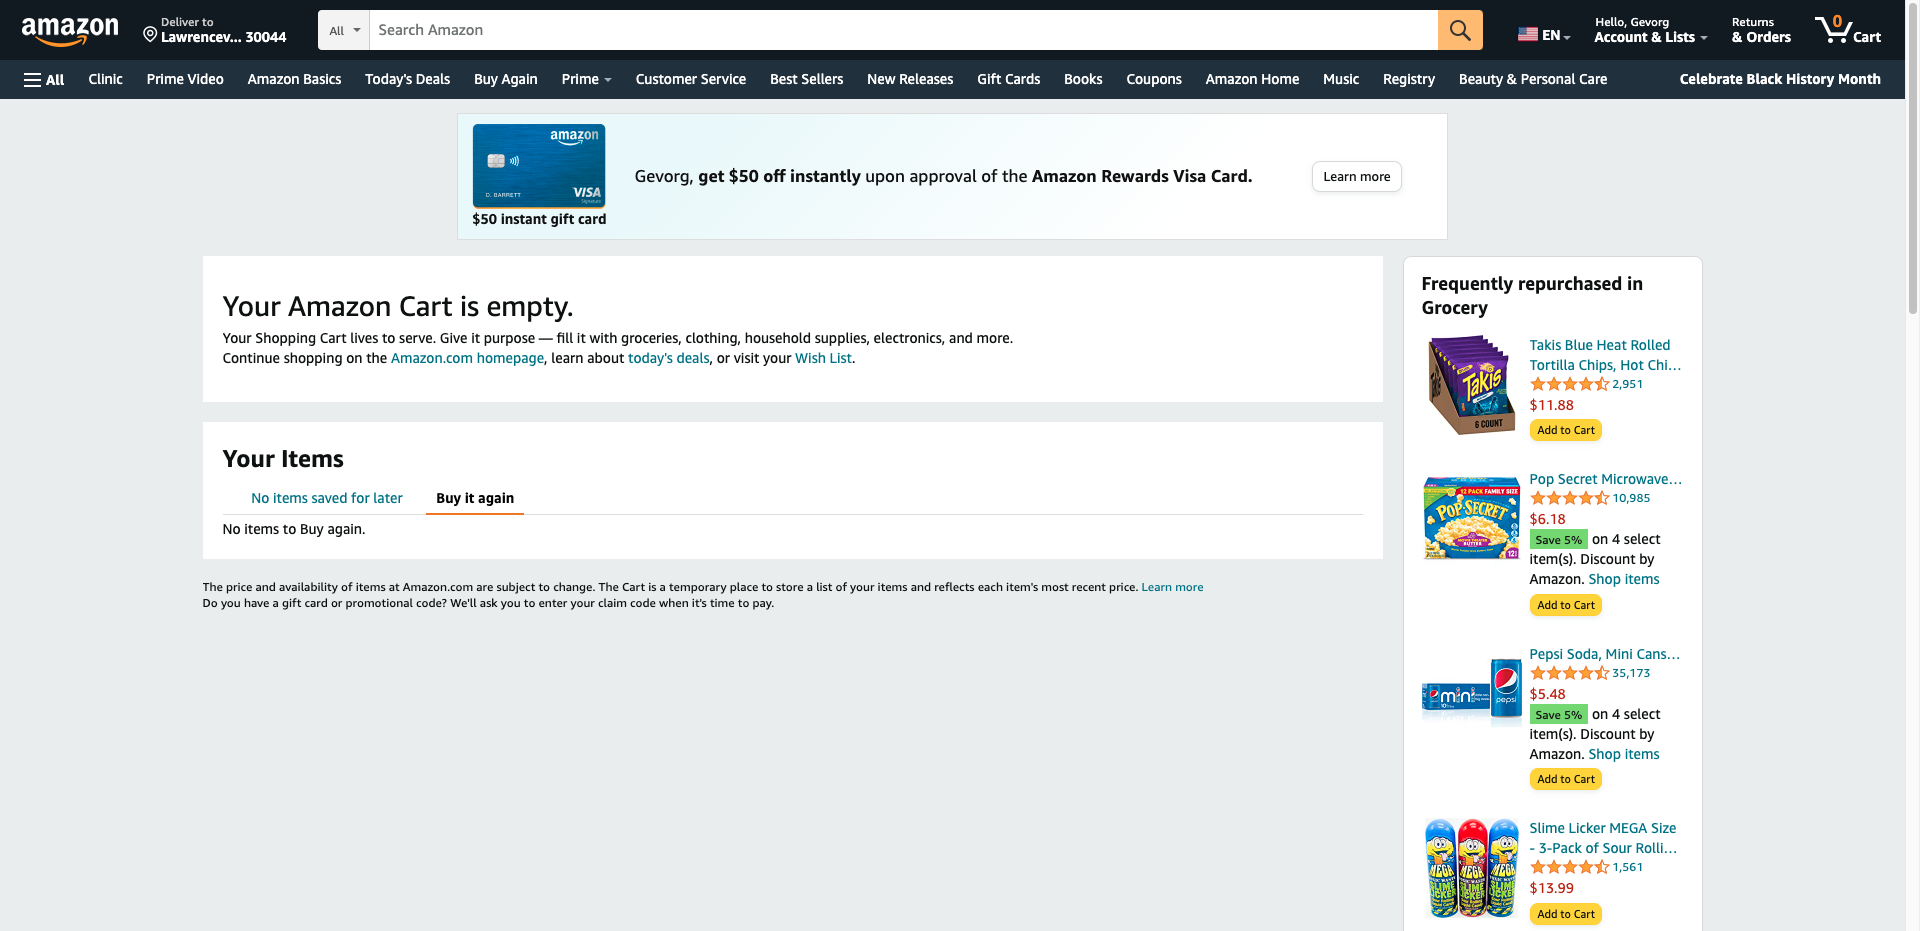 amazon
Deliver to
Lawrencev... 30044
All
Search Amazon
EN
Hello, Gevorg
Account & Lists
Returns
& Orders
0
Cart
All
Clinic
Prime Video
Amazon Basics
Today's Deals
Buy Again
Prime
Customer Service
Best Sellers
New Releases
Gift Cards
Books
Coupons
Amazon Home
Music
Registry
Beauty & Personal Care
Celebrate Black History Month
amazon
D. BARRETT
VISA
Signature
$50 instant gift card
Gevorg, get $50 off instantly upon approval of the Amazon Rewards Visa Card.
Learn more
Your Amazon Cart is empty.
Your Shopping Cart lives to serve. Give it purpose — fill it with groceries, clothing, household supplies, electronics, and more.
Continue shopping on the Amazon.com homepage, learn about today's deals, or visit your Wish List.
Your Items
No items saved for later
Buy it again
No items to Buy again.
The price and availability of items at Amazon.com are subject to change. The Cart is a temporary place to store a list of your items and reflects each item's most recent price. Learn more
Do you have a gift card or promotional code? We'll ask you to enter your claim code when it's time to pay.
Frequently repurchased in
Grocery
Takis
6 COUNT
Takis Blue Heat Rolled
Tortilla Chips, Hot Chi...
2,951
$11.88
Add to Cart
12 PACK FAMILY SIZE
POP·SECRET
BUTTER
12
Pop Secret Microwave...
10,985
$6.18
Save 5% on 4 select
item(s). Discount by
Amazon. Shop items
Add to Cart
mini
pepsi
Pepsi Soda, Mini Cans...
35,173
$5.48
Save 5% on 4 select
item(s). Discount by
Amazon. Shop items
Add to Cart
MEGA
MEGA
MEGA
SLIME
SLIME
SLIME
LICKER
LICKER
LICKER
Slime Licker MEGA Size
- 3-Pack of Sour Rolli...
1,561
$13.99
Add to Cart